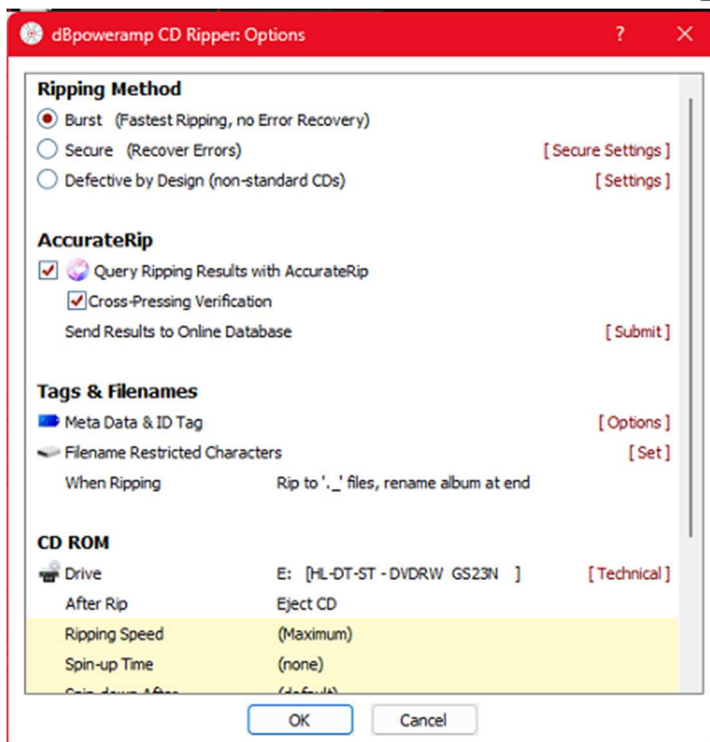 dBpoweramp CD Ripper: Options
Ripping Method
Burst (Fastest Ripping, no Error Recovery)
Secure (Recover Errors) [ Secure Settings ]
Defective by Design (non-standard CDs) [ Settings ]
AccurateRip
Query Ripping Results with AccurateRip
Cross-Pressing Verification
Send Results to Online Database [ Submit ]
Tags & Filenames
Meta Data & ID Tag [ Options ]
Filename Restricted Characters [ Set ]
When Ripping Rip to '._' files, rename album at end
CD ROM
Drive E: [HL-DT-ST - DVDRW GS23N ] [ Technical ]
After Rip Eject CD
Ripping Speed (Maximum)
Spin-up Time (none)
Spin-down After (default)
OK Cancel